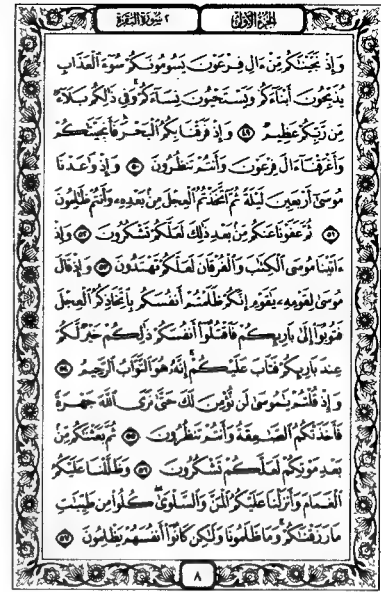 الجزء الأول
٢ سورة البقرة
وَإِذْ نَجَّيْنَٰكُم مِّنْ ءَالِ فِرْعَوْنَ يَسُومُونَكُمْ سُوٓءَ ٱلْعَذَابِ
يُذَبِّحُونَ أَبْنَآءَكُمْ وَيَسْتَحْيُونَ نِسَآءَكُمْ ۚ وَفِى ذَٰلِكُم بَلَآءٌ
مِّن رَّبِّكُمْ عَظِيمٌ ۝٤٩ وَإِذْ فَرَقْنَا بِكُمُ ٱلْبَحْرَ فَأَنجَيْنَٰكُمْ
وَأَغْرَقْنَآ ءَالَ فِرْعَوْنَ وَأَنتُمْ تَنظُرُونَ ۝٥٠ وَإِذْ وَٰعَدْنَا
مُوسَىٰٓ أَرْبَعِينَ لَيْلَةً ثُمَّ ٱتَّخَذْتُمُ ٱلْعِجْلَ مِنۢ بَعْدِهِۦ وَأَنتُمْ ظَٰلِمُونَ
۝٥١ ثُمَّ عَفَوْنَا عَنكُم مِّنۢ بَعْدِ ذَٰلِكَ لَعَلَّكُمْ تَشْكُرُونَ ۝٥٢ وَإِذْ
ءَاتَيْنَا مُوسَى ٱلْكِتَٰبَ وَٱلْفُرْقَانَ لَعَلَّكُمْ تَهْتَدُونَ ۝٥٣ وَإِذْ قَالَ
مُوسَىٰ لِقَوْمِهِۦ يَٰقَوْمِ إِنَّكُمْ ظَلَمْتُمْ أَنفُسَكُم بِٱتِّخَاذِكُمُ ٱلْعِجْلَ
فَتُوبُوٓا۟ إِلَىٰ بَارِئِكُمْ فَٱقْتُلُوٓا۟ أَنفُسَكُمْ ذَٰلِكُمْ خَيْرٌ لَّكُمْ
عِندَ بَارِئِكُمْ فَتَابَ عَلَيْكُمْ ۚ إِنَّهُۥ هُوَ ٱلتَّوَّابُ ٱلرَّحِيمُ ۝٥٤
وَإِذْ قُلْتُمْ يَٰمُوسَىٰ لَن نُّؤْمِنَ لَكَ حَتَّىٰ نَرَى ٱللَّهَ جَهْرَةً
فَأَخَذَتْكُمُ ٱلصَّٰعِقَةُ وَأَنتُمْ تَنظُرُونَ ۝٥٥ ثُمَّ بَعَثْنَٰكُم مِّنۢ
بَعْدِ مَوْتِكُمْ لَعَلَّكُمْ تَشْكُرُونَ ۝٥٦ وَظَلَّلْنَا عَلَيْكُمُ
ٱلْغَمَامَ وَأَنزَلْنَا عَلَيْكُمُ ٱلْمَنَّ وَٱلسَّلْوَىٰ ۖ كُلُوا۟ مِن طَيِّبَٰتِ
مَا رَزَقْنَٰكُمْ ۖ وَمَا ظَلَمُونَا وَلَٰكِن كَانُوٓا۟ أَنفُسَهُمْ يَظْلِمُونَ ۝٥٧
٨